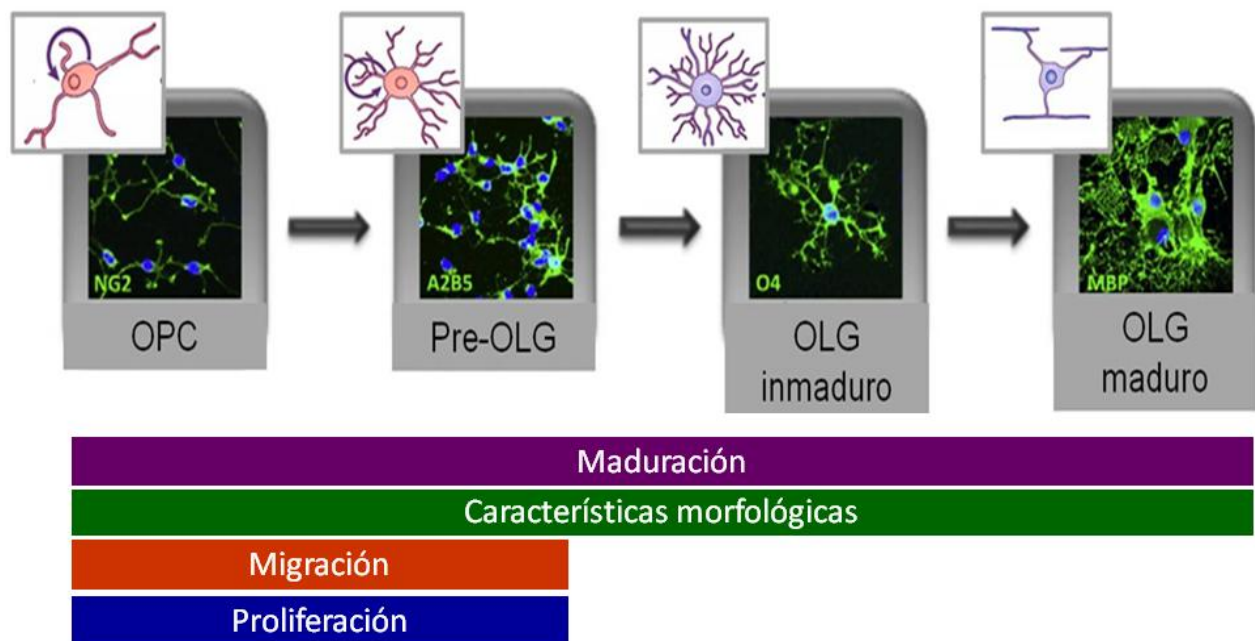 NG2
A2B5
O4
MBP
OPC
Pre-OLG
OLG
inmaduro
OLG
maduro
Maduración
Características morfológicas
Migración
Proliferación